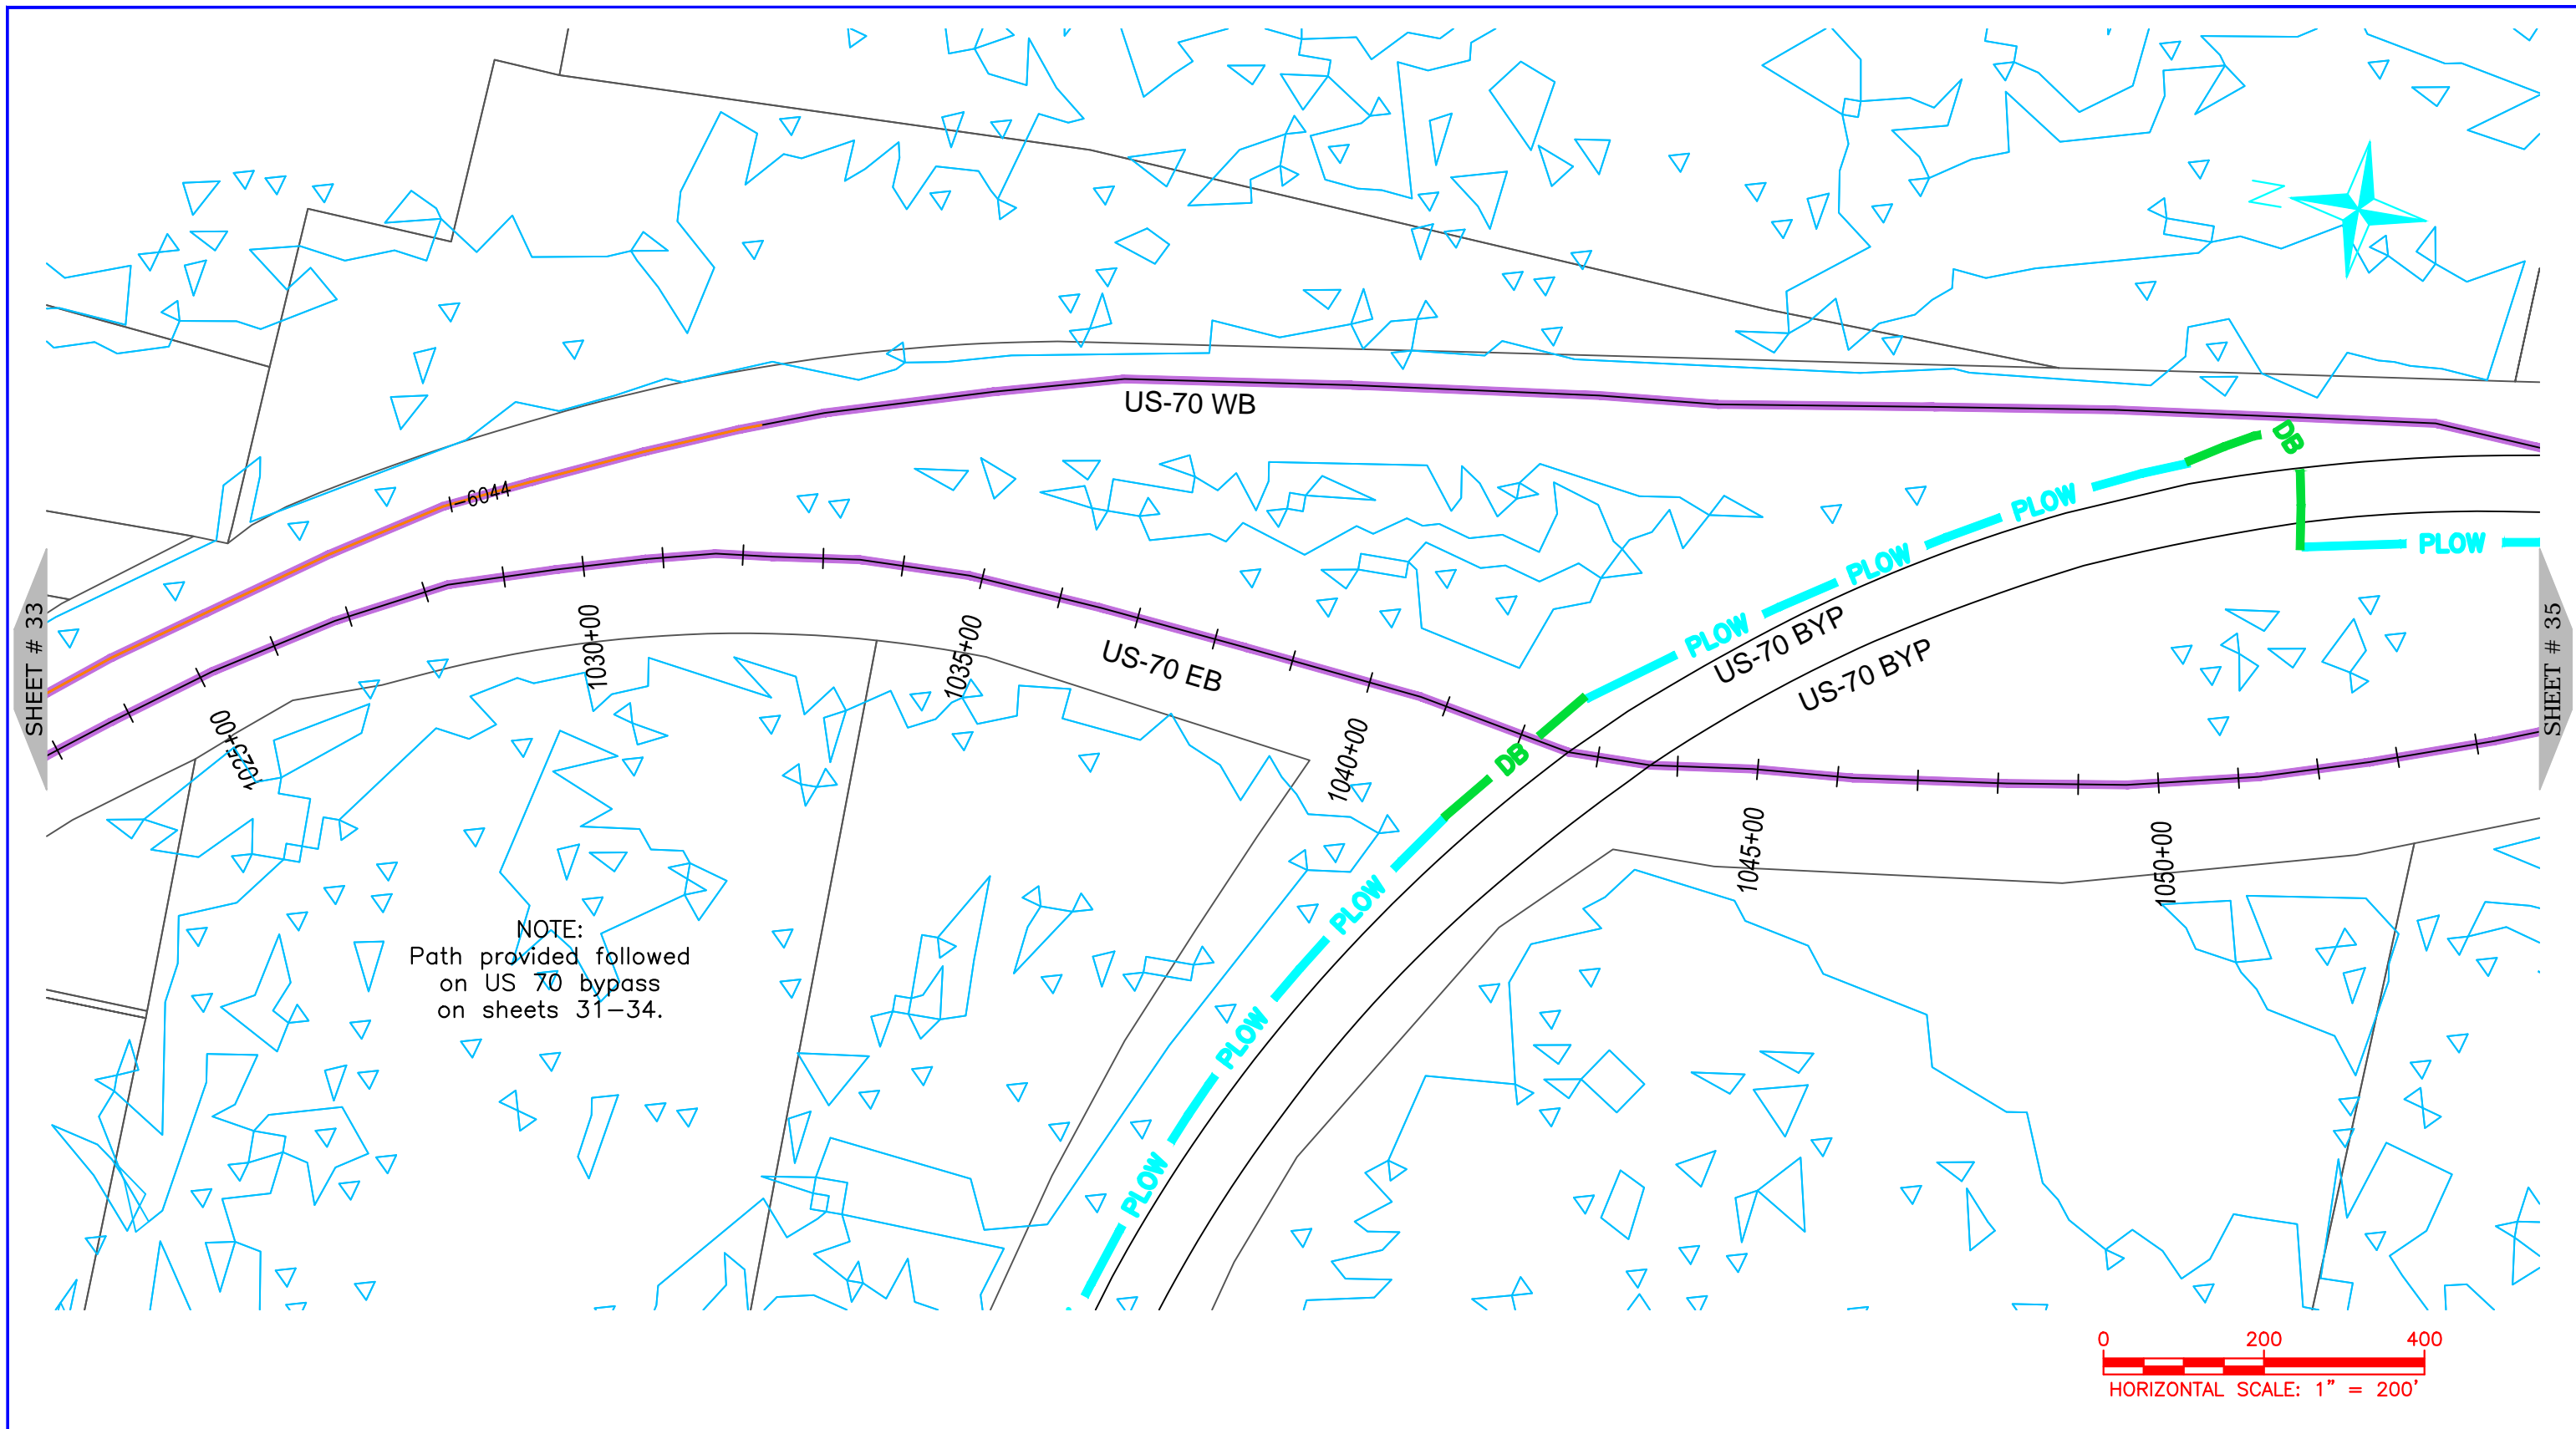 N
US-70 WB
DB
-6044
PLOW
PLOW
PLOW
PLOW
PLOW
SHEET # 33
SHEET # 35
1030+00
1035+00
US-70 EB
US-70 BYP
US-70 BYP
1025+00
1040+00
DB
1045+00
1050+00
PLOW
NOTE:
Path provided followed
on US 70 bypass
on sheets 31-34.
PLOW
PLOW
0 200 400
HORIZONTAL SCALE: 1" = 200'